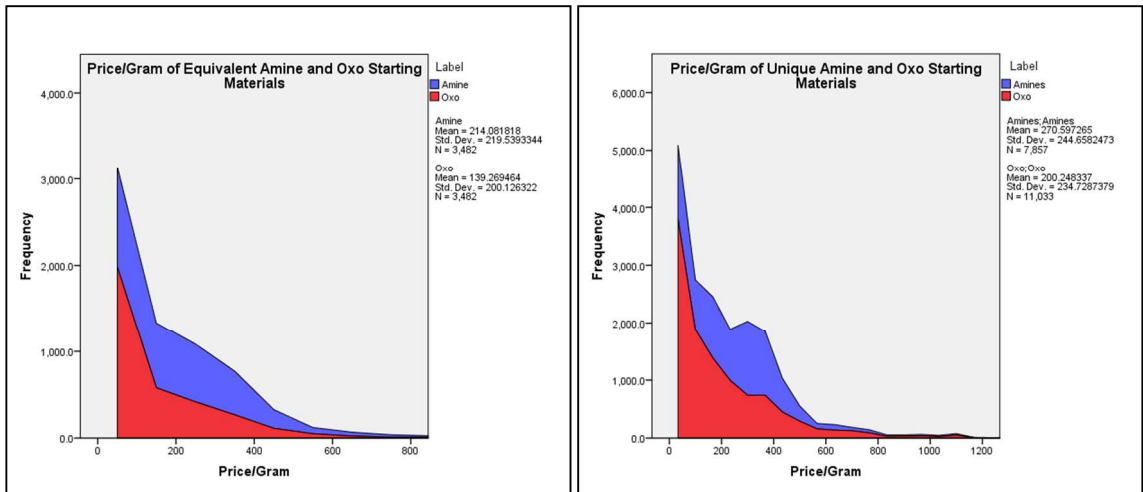 Price/Gram of Equivalent Amine and Oxo Starting
Materials
Label
Amine
Oxo
Amine
Mean = 214.081818
Std. Dev. = 219.5393344
N = 3,482
Oxo
Mean = 139.269464
Std. Dev. = 200.126322
N = 3,482
Frequency
4,000.0
3,000.0
2,000.0
1,000.0
0.0
0
200
400
600
800
Price/Gram
Price/Gram of Unique Amine and Oxo Starting
Materials
Label
Amines
Oxo
Amines;Amines
Mean = 270.597265
Std. Dev. = 244.6582473
N = 7,857
Oxo;Oxo
Mean = 200.248337
Std. Dev. = 234.7287379
N = 11,033
Frequency
6,000.0
5,000.0
4,000.0
3,000.0
2,000.0
1,000.0
0.0
0
200
400
600
800
1000
1200
Price/Gram